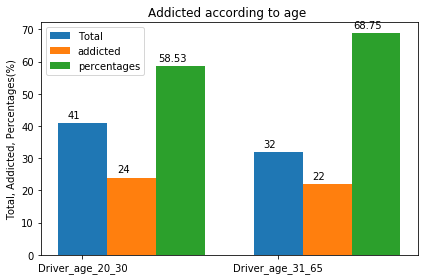 Addicted according to age
Total, Addicted, Percentages(%)
70
60
50
40
30
20
10
0
Total
addicted
percentages
41
24
58.53
32
22
68.75
Driver_age_20_30
Driver_age_31_65